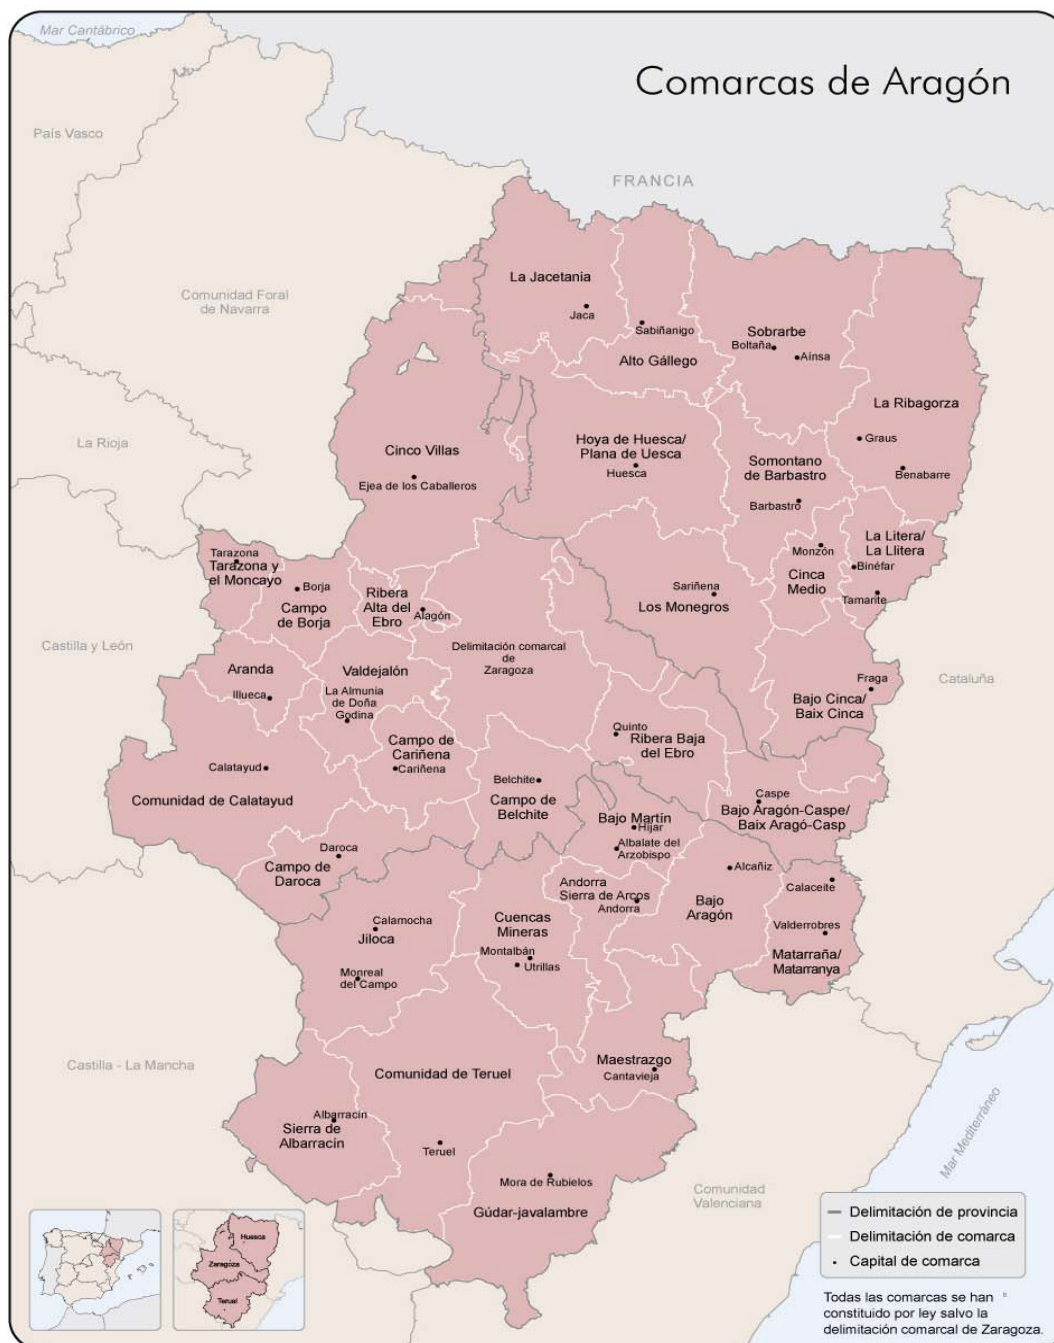 Mar Cantábrico
Comarcas de Aragón
País Vasco
FRANCIA
La Jacetania
Jaca
Comunidad Foral
de Navarra
Sabiñanigo
Alto Gállego
Sobrarbe
Boltaña
Aínsa
La Ribagorza
Graus
Benabarre
La Rioja
Cinco Villas
Ejea de los Caballeros
Hoya de Huesca/
Plana de Uesca
Huesca
Somontano
de Barbastro
Barbastro
La Litera/
La Llitera
Binéfar
Tamarite
Monzón
Cinca
Medio
Tarazona
Tarazona y
el Moncayo
Borja
Campo
de Borja
Ribera
Alta del
Ebro
Alagón
Sariñena
Los Monegros
Castilla y León
Aranda
Illueca
Valdejalón
La Almunia
de Doña
Godina
Delimitación comarcal
de
Zaragoza
Fraga
Bajo Cinca/
Baix Cinca
Cataluña
Campo de
Cariñena
Cariñena
Quinto
Ribera Baja
del Ebro
Calatayud
Comunidad de Calatayud
Belchite
Campo de
Belchite
Caspe
Bajo Aragón-Caspe/
Baix Aragó-Casp
Bajo Martín
Híjar
Albalate del
Arzobispo
Daroca
Campo de
Daroca
Andorra
Sierra de Arcos
Andorra
Alcañiz
Bajo
Aragón
Calaceite
Valderrobres
Matarraña/
Matarranya
Calamocha
Jiloca
Monreal
del Campo
Cuencas
Mineras
Montalbán
Utrillas
Castilla - La Mancha
Comunidad de Teruel
Maestrazgo
Cantavieja
Albarracín
Sierra de
Albarracín
Teruel
Mora de Rubielos
Gúdar-javalambre
Mar Mediterráneo
Comunidad
Valenciana
Delimitación de provincia
Delimitación de comarca
Capital de comarca
Todas las comarcas se han
constituido por ley salvo la
delimitación comarcal de Zaragoza.
Huesca
Zaragoza
Teruel